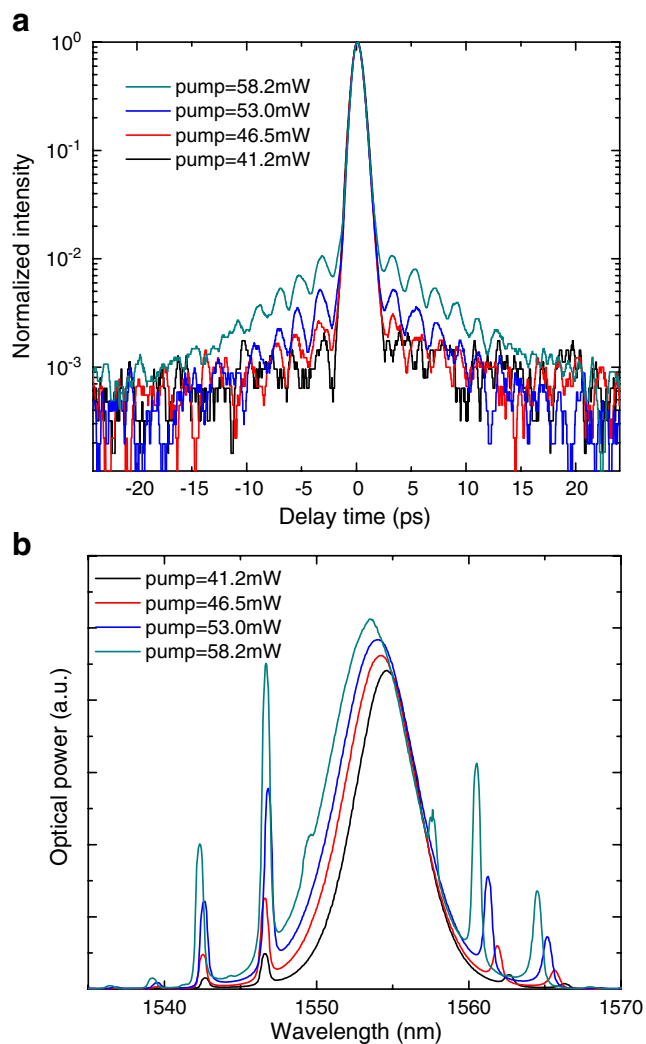 a
Normalized intensity
10⁰
10⁻¹
10⁻²
10⁻³
pump=58.2mW
pump=53.0mW
pump=46.5mW
pump=41.2mW
-20 -15 -10 -5 0 5 10 15 20
Delay time (ps)
b
Optical power (a.u.)
pump=41.2mW
pump=46.5mW
pump=53.0mW
pump=58.2mW
1540 1550 1560 1570
Wavelength (nm)